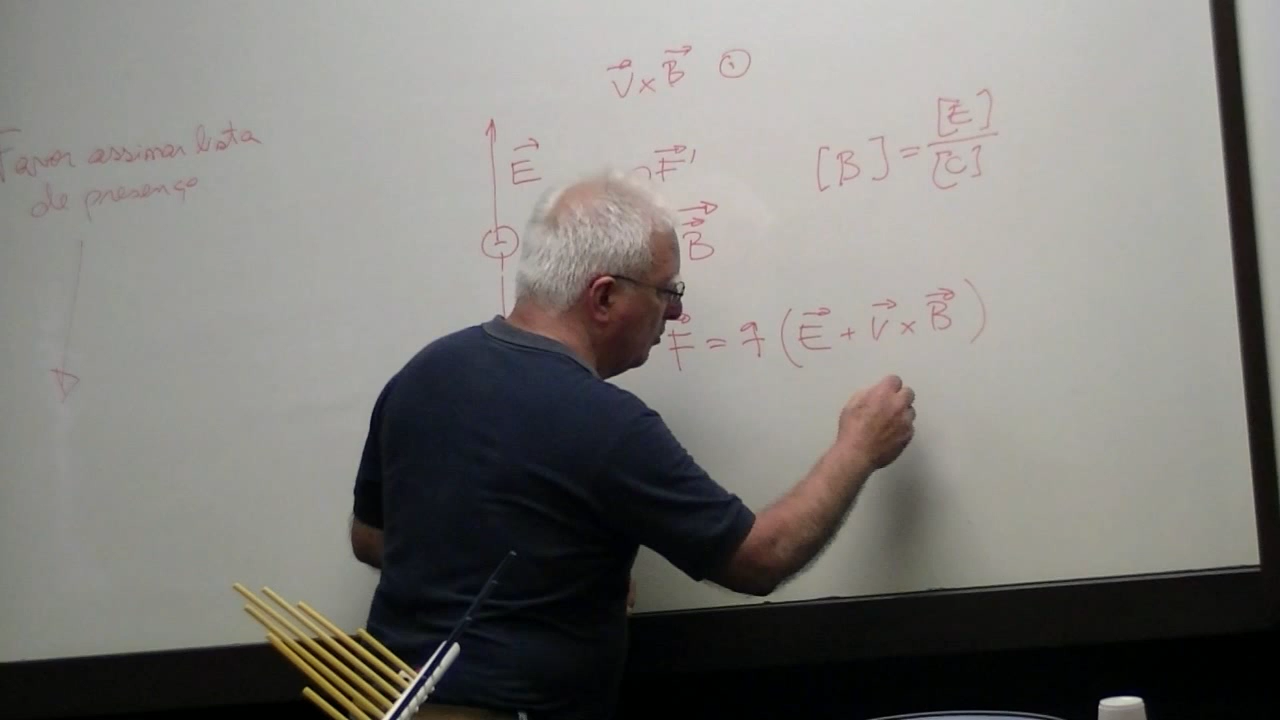 Favor assinar lista
de presença
v⃗ x B⃗ ⊙
E⃗
F⃗'
B⃗
[B] = [E]/[C]
F⃗ = q (E⃗ + v⃗ x B⃗)